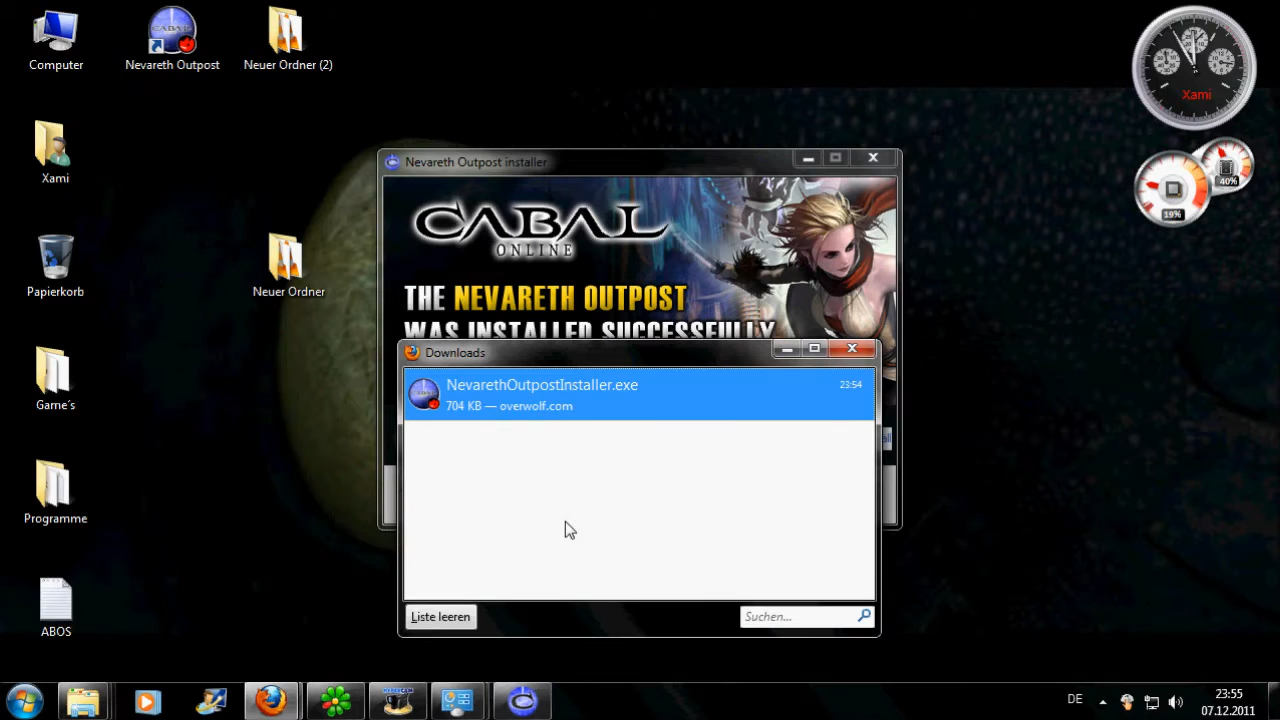 Computer
Nevareth Outpost
Neuer Ordner (2)
Xami
Xami
40%
19%
Nevareth Outpost installer
CABAL
ONLINE
THE NEVARETH OUTPOST
WAS INSTALLED SUCCESSFULLY
Papierkorb
Neuer Ordner
Downloads
NevarethOutpostInstaller.exe
23:54
704 KB — overwolf.com
Game´s
Programme
ABOS
Liste leeren
Suchen...
DE
23:55
07.12.2011